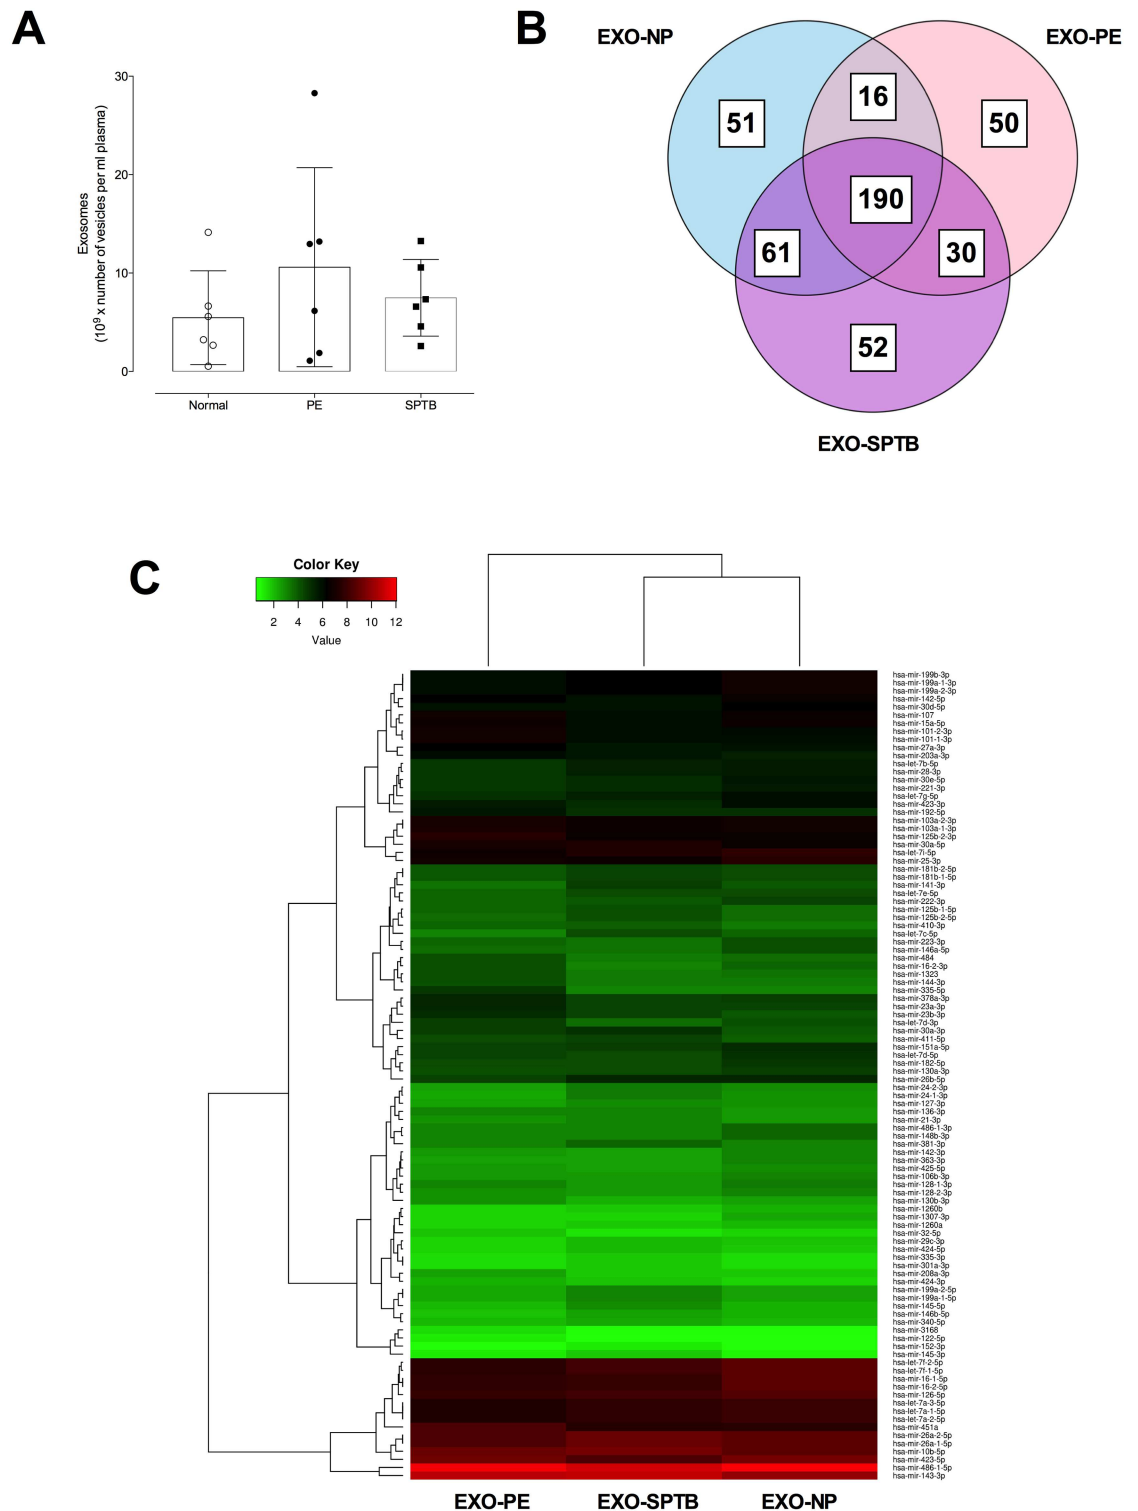 A
30
20
10
0
Exosomes
(10⁹ x number of vesicles per ml plasma)
Normal PE SPTB
B
EXO-NP
EXO-PE
51
16
50
190
61
30
52
EXO-SPTB
C
Color Key
2 4 6 8 10 12
Value
hsa-mir-199b-3p
hsa-mir-199a-1-3p
hsa-mir-199a-2-3p
hsa-mir-142-5p
hsa-mir-30d-5p
hsa-mir-107
hsa-mir-15a-5p
hsa-mir-101-2-3p
hsa-mir-101-1-3p
hsa-mir-27a-3p
hsa-mir-203a-3p
hsa-let-7b-5p
hsa-mir-28-3p
hsa-mir-30e-5p
hsa-mir-221-3p
hsa-let-7g-5p
hsa-mir-423-3p
hsa-mir-192-5p
hsa-mir-103a-2-3p
hsa-mir-103a-1-3p
hsa-mir-125b-2-3p
hsa-mir-30a-5p
hsa-let-7i-5p
hsa-mir-25-3p
hsa-mir-181b-2-5p
hsa-mir-181b-1-5p
hsa-mir-141-3p
hsa-let-7e-5p
hsa-mir-222-3p
hsa-mir-125b-1-5p
hsa-mir-125b-2-5p
hsa-mir-410-3p
hsa-let-7c-5p
hsa-mir-223-3p
hsa-mir-146a-5p
hsa-mir-484
hsa-mir-16-2-3p
hsa-mir-1323
hsa-mir-144-3p
hsa-mir-335-5p
hsa-mir-378a-3p
hsa-mir-23a-3p
hsa-mir-23b-3p
hsa-let-7d-3p
hsa-mir-30a-3p
hsa-mir-411-5p
hsa-mir-151a-5p
hsa-let-7d-5p
hsa-mir-182-5p
hsa-mir-130a-3p
hsa-mir-26b-5p
hsa-mir-24-2-3p
hsa-mir-24-1-3p
hsa-mir-127-3p
hsa-mir-136-3p
hsa-mir-21-3p
hsa-mir-486-1-3p
hsa-mir-148b-3p
hsa-mir-381-3p
hsa-mir-142-3p
hsa-mir-363-3p
hsa-mir-425-5p
hsa-mir-106b-3p
hsa-mir-128-1-3p
hsa-mir-128-2-3p
hsa-mir-130b-3p
hsa-mir-1260b
hsa-mir-1307-3p
hsa-mir-1260a
hsa-mir-32-5p
hsa-mir-29c-3p
hsa-mir-424-5p
hsa-mir-335-3p
hsa-mir-301a-3p
hsa-mir-208a-3p
hsa-mir-424-3p
hsa-mir-199a-2-5p
hsa-mir-199a-1-5p
hsa-mir-145-5p
hsa-mir-146b-5p
hsa-mir-340-5p
hsa-mir-3168
hsa-mir-122-5p
hsa-mir-152-3p
hsa-mir-145-3p
hsa-let-7f-2-5p
hsa-let-7f-1-5p
hsa-mir-16-1-5p
hsa-mir-16-2-5p
hsa-mir-126-5p
hsa-let-7a-3-5p
hsa-let-7a-1-5p
hsa-let-7a-2-5p
hsa-mir-451a
hsa-mir-26a-2-5p
hsa-mir-26a-1-5p
hsa-mir-10b-5p
hsa-mir-423-5p
hsa-mir-486-1-5p
hsa-mir-143-3p
EXO-PE EXO-SPTB EXO-NP